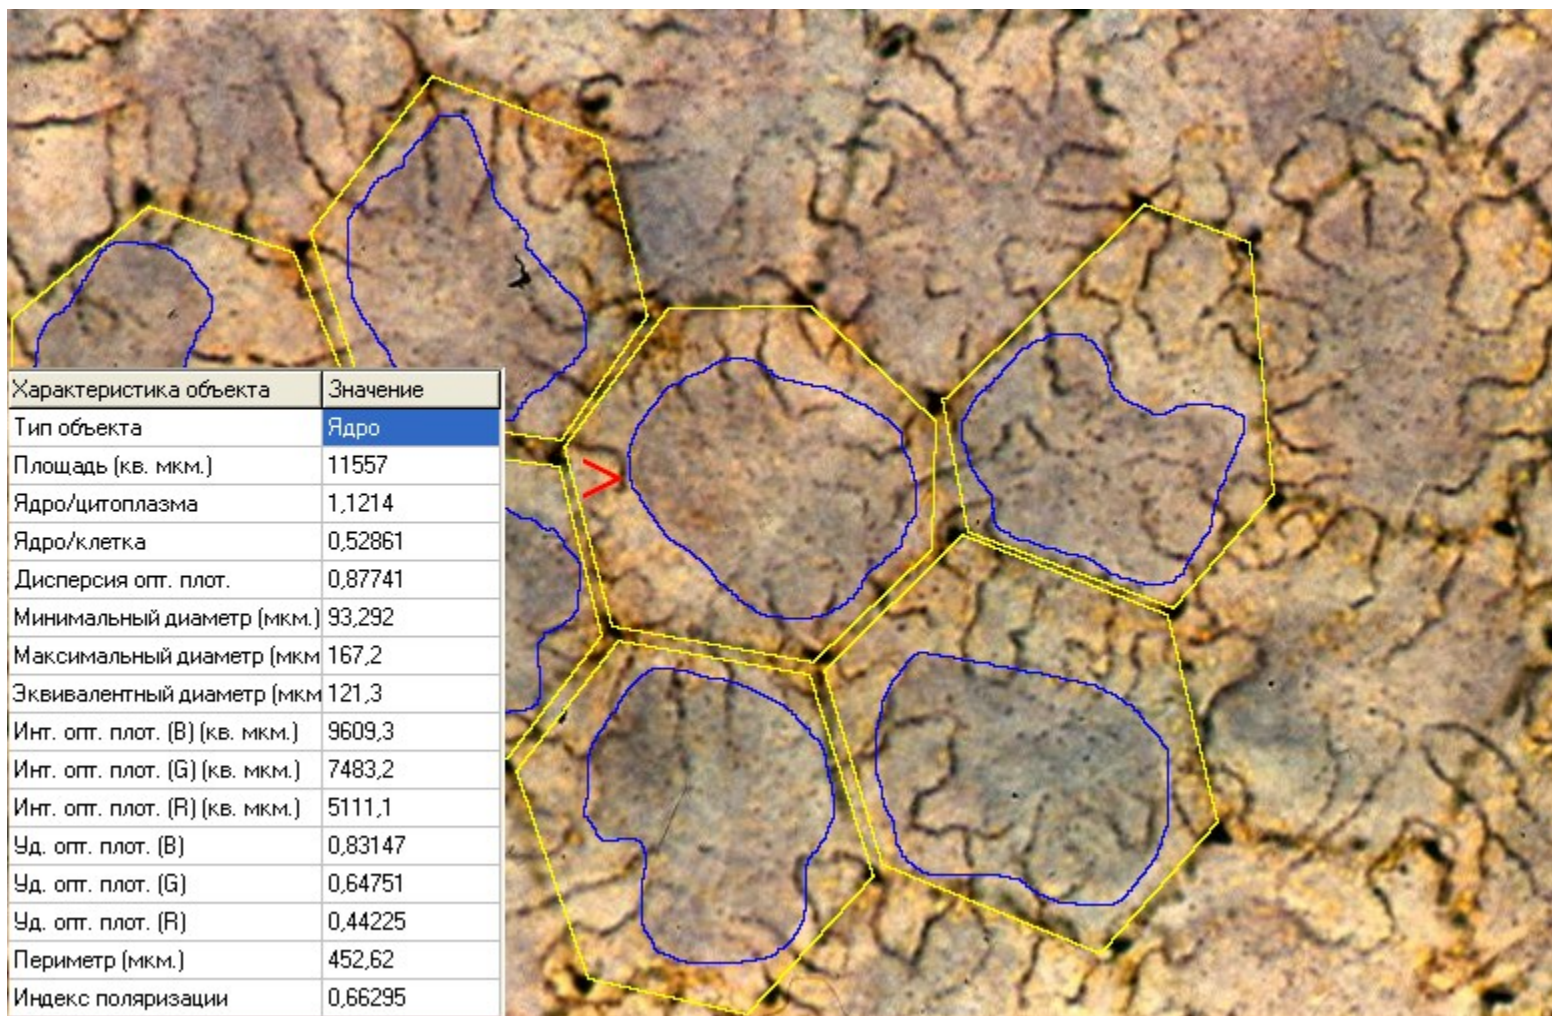 Характеристика объекта Значение
Тип объекта Ядро
Площадь (кв. мкм.) 11557
Ядро/цитоплазма 1,1214
Ядро/клетка 0,52861
Дисперсия опт. плот. 0,87741
Минимальный диаметр (мкм.) 93,292
Максимальный диаметр (мкм 167,2
Эквивалентный диаметр (мкм 121,3
Инт. опт. плот. (B) (кв. мкм.) 9609,3
Инт. опт. плот. (G) (кв. мкм.) 7483,2
Инт. опт. плот. (R) (кв. мкм.) 5111,1
Уд. опт. плот. (B) 0,83147
Уд. опт. плот. (G) 0,64751
Уд. опт. плот. (R) 0,44225
Периметр (мкм.) 452,62
Индекс поляризации 0,66295